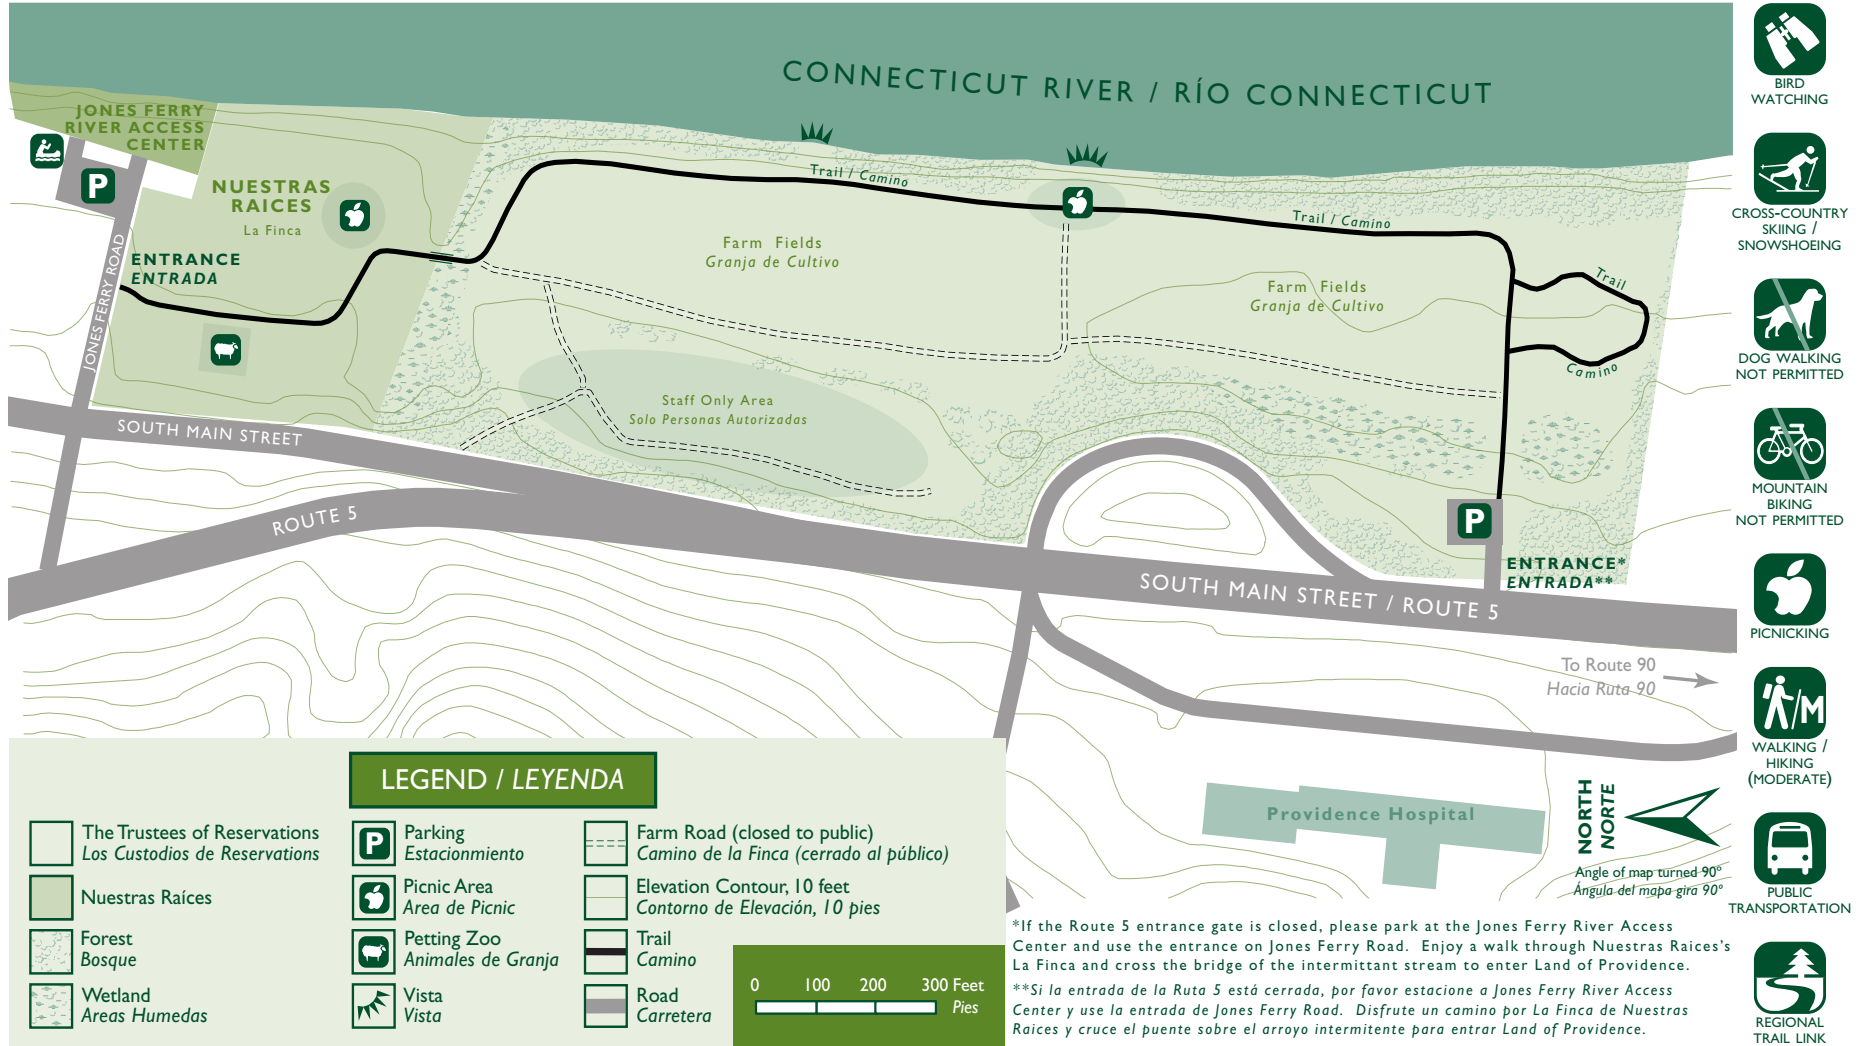 CONNECTICUT RIVER / RÍO CONNECTICUT
JONES FERRY
RIVER ACCESS
CENTER
P
NUESTRAS
RAICES
La Finca
ENTRANCE
ENTRADA
JONES FERRY ROAD
Trail / Camino
Trail / Camino
Trail
Camino
Farm Fields
Granja de Cultivo
Farm Fields
Granja de Cultivo
Staff Only Area
Solo Personas Autorizadas
SOUTH MAIN STREET
ROUTE 5
P
ENTRANCE*
ENTRADA**
SOUTH MAIN STREET / ROUTE 5
To Route 90
Hacia Ruta 90
Providence Hospital
NORTH
NORTE
Angle of map turned 90°
Ángula del mapa gira 90°
LEGEND / LEYENDA
The Trustees of Reservations
Los Custodios de Reservations
Nuestras Raíces
Forest
Bosque
Wetland
Areas Humedas
P
Parking
Estacionmiento
Picnic Area
Area de Picnic
Petting Zoo
Animales de Granja
Vista
Vista
Farm Road (closed to public)
Camino de la Finca (cerrado al público)
Elevation Contour, 10 feet
Contorno de Elevación, 10 pies
Trail
Camino
Road
Carretera
0 100 200 300 Feet
Pies
*If the Route 5 entrance gate is closed, please park at the Jones Ferry River Access
Center and use the entrance on Jones Ferry Road. Enjoy a walk through Nuestras Raices's
La Finca and cross the bridge of the intermittant stream to enter Land of Providence.
**Si la entrada de la Ruta 5 está cerrada, por favor estacione a Jones Ferry River Access
Center y use la entrada de Jones Ferry Road. Disfrute un camino por La Finca de Nuestras
Raices y cruce el puente sobre el arroyo intermitente para entrar Land of Providence.
BIRD
WATCHING
CROSS-COUNTRY
SKIING /
SNOWSHOEING
DOG WALKING
NOT PERMITTED
MOUNTAIN
BIKING
NOT PERMITTED
PICNICKING
/M
WALKING /
HIKING
(MODERATE)
PUBLIC
TRANSPORTATION
REGIONAL
TRAIL LINK